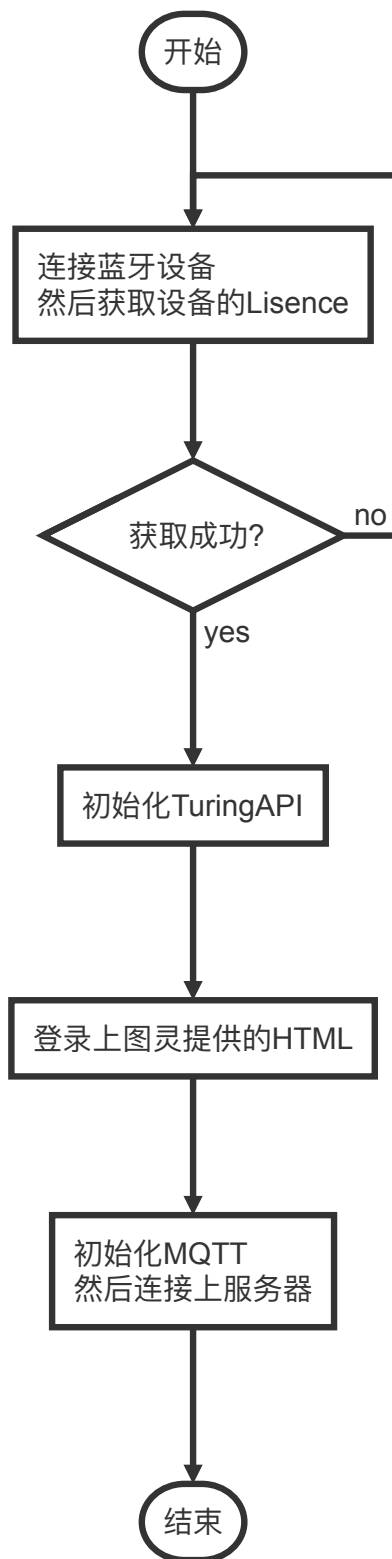 开始
连接蓝牙设备
然后获取设备的Lisence
获取成功?
no
yes
初始化TuringAPI
登录上图灵提供的HTML
初始化MQTT
然后连接上服务器
结束